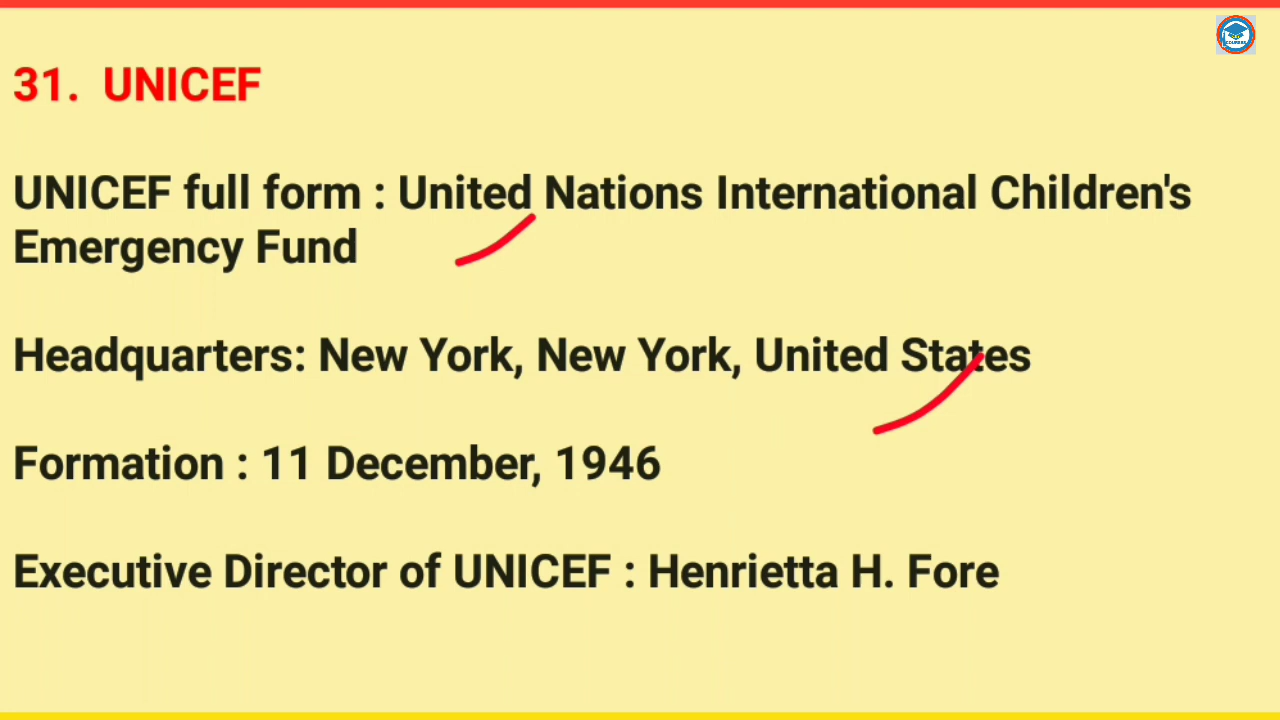 31. UNICEF
UNICEF full form : United Nations International Children's
Emergency Fund
Headquarters: New York, New York, United States
Formation : 11 December, 1946
Executive Director of UNICEF : Henrietta H. Fore